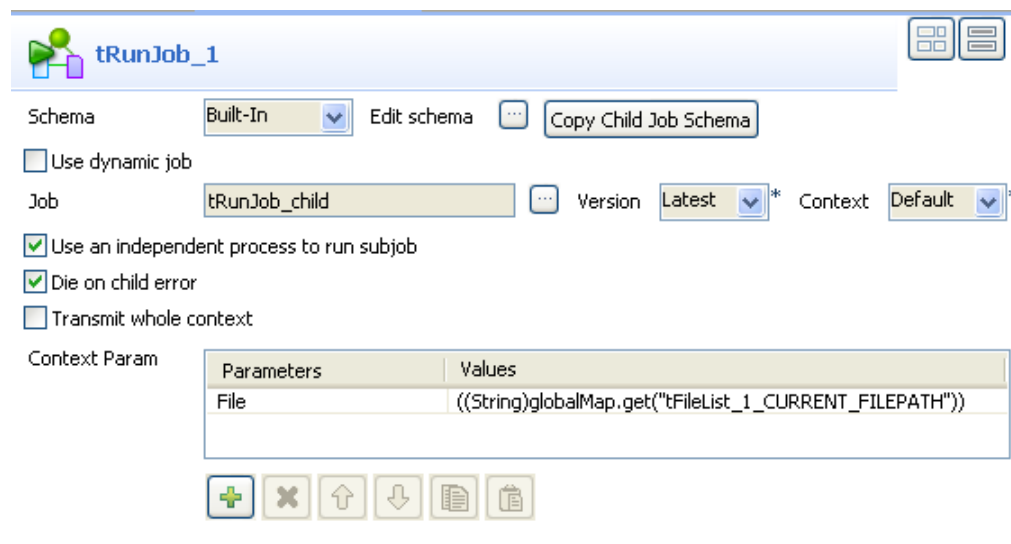 tRunJob_1
Schema Built-In Edit schema ... Copy Child Job Schema
Use dynamic job
Job tRunJob_child ... Version Latest * Context Default *
Use an independent process to run subjob
Die on child error
Transmit whole context
Context Param Parameters Values
File ((String)globalMap.get("tFileList_1_CURRENT_FILEPATH"))